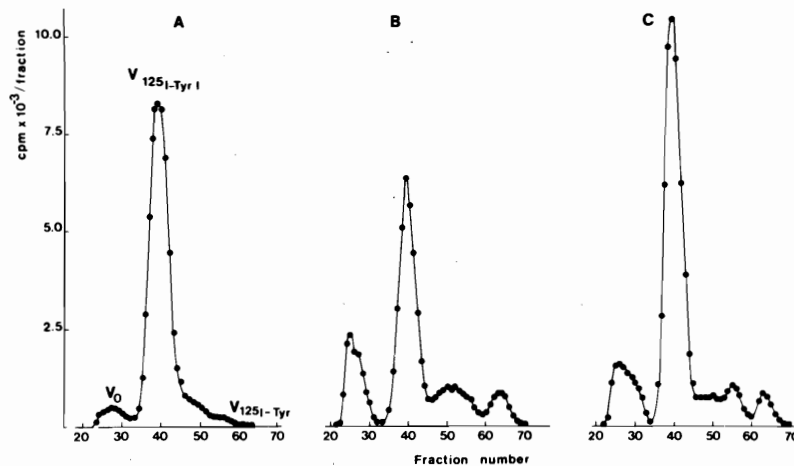 A
B
C
cpm x 10⁻³/fraction
10.0
7.5
5.0
2.5
V 125I-Tyr I
V0
V125I-Tyr
20 30 40 50 60 70
20 30 40 50 60 70
20 30 40 50 60 70
Fraction number